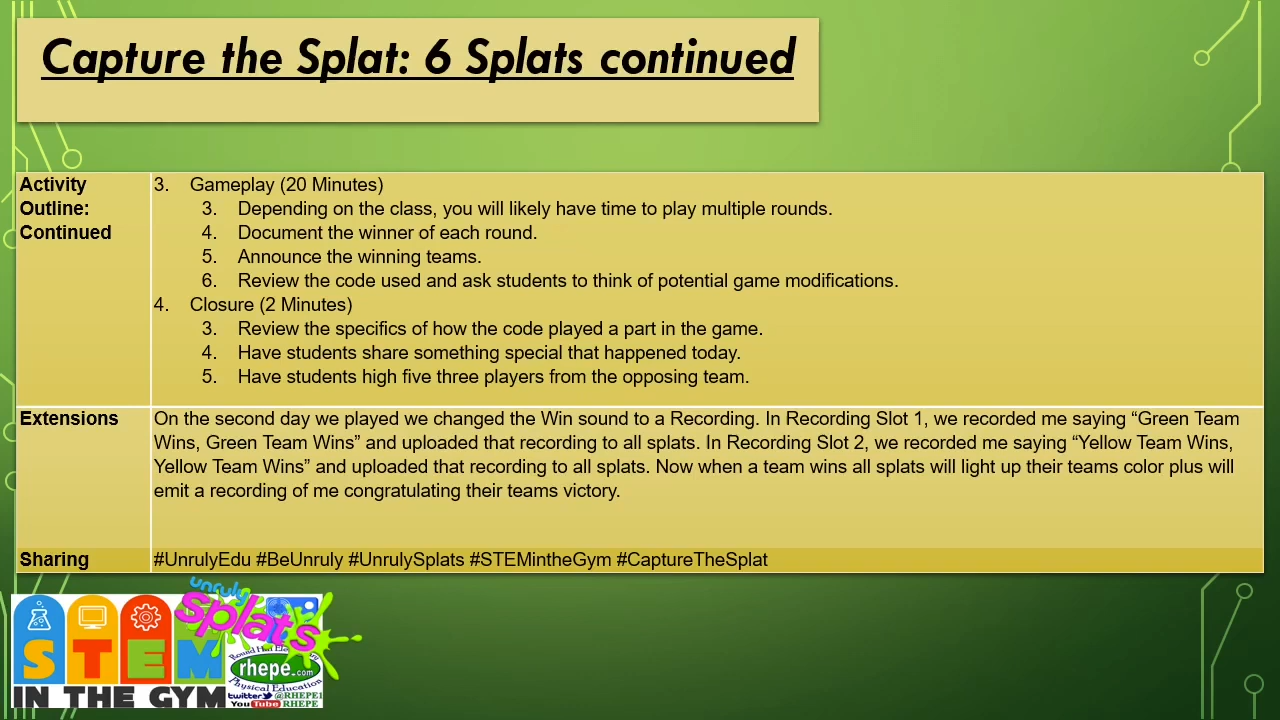 Capture the Splat: 6 Splats continued
Activity
Outline:
Continued
3. Gameplay (20 Minutes)
3. Depending on the class, you will likely have time to play multiple rounds.
4. Document the winner of each round.
5. Announce the winning teams.
6. Review the code used and ask students to think of potential game modifications.
4. Closure (2 Minutes)
3. Review the specifics of how the code played a part in the game.
4. Have students share something special that happened today.
5. Have students high five three players from the opposing team.
Extensions
On the second day we played we changed the Win sound to a Recording. In Recording Slot 1, we recorded me saying “Green Team
Wins, Green Team Wins” and uploaded that recording to all splats. In Recording Slot 2, we recorded me saying “Yellow Team Wins,
Yellow Team Wins” and uploaded that recording to all splats. Now when a team wins all splats will light up their teams color plus will
emit a recording of me congratulating their teams victory.
Sharing
#UnrulyEdu #BeUnruly #UnrulySplats #STEMintheGym #CaptureTheSplat
unruly
splats
STEM
IN THE GYM
rhepe.com
Physical Education
twitter @RHEPE1
YouTube RHEPE